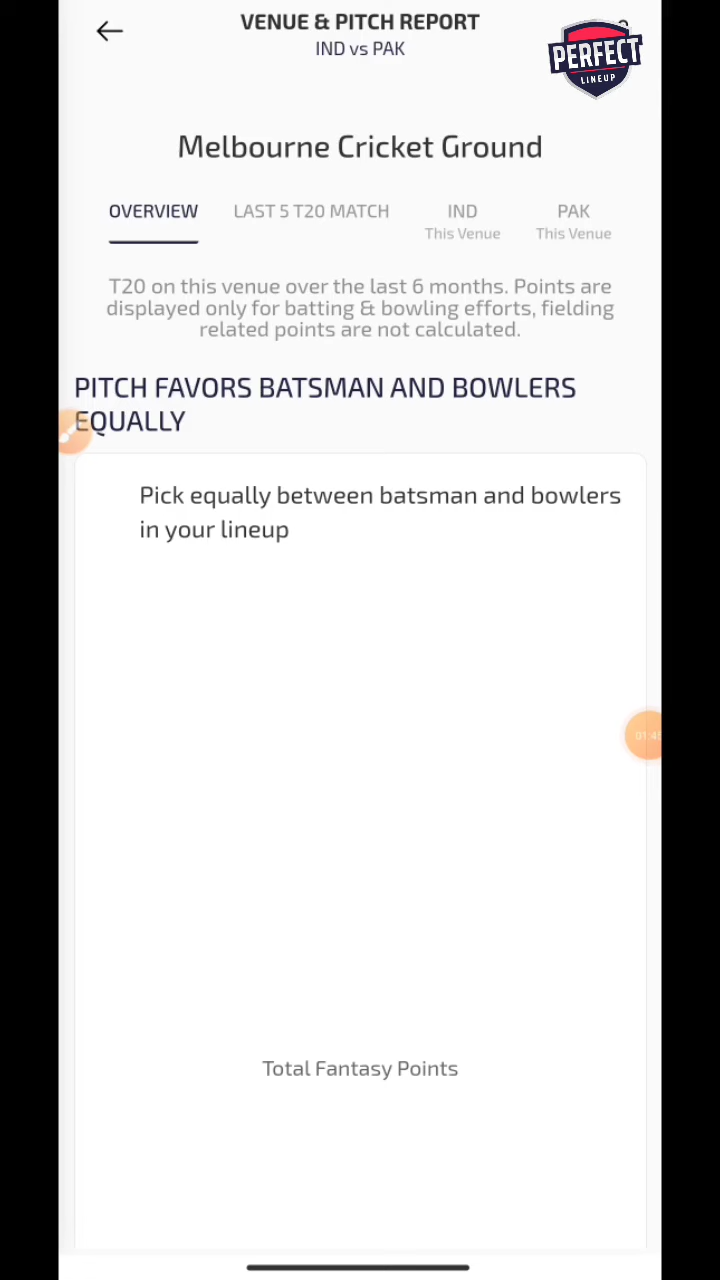 VENUE & PITCH REPORT
IND vs PAK
PERFECT
LINEUP
Melbourne Cricket Ground
OVERVIEW
LAST 5 T20 MATCH
IND
This Venue
PAK
This Venue
T20 on this venue over the last 6 months. Points are
displayed only for batting & bowling efforts, fielding
related points are not calculated.
PITCH FAVORS BATSMAN AND BOWLERS
EQUALLY
Pick equally between batsman and bowlers
in your lineup
Total Fantasy Points